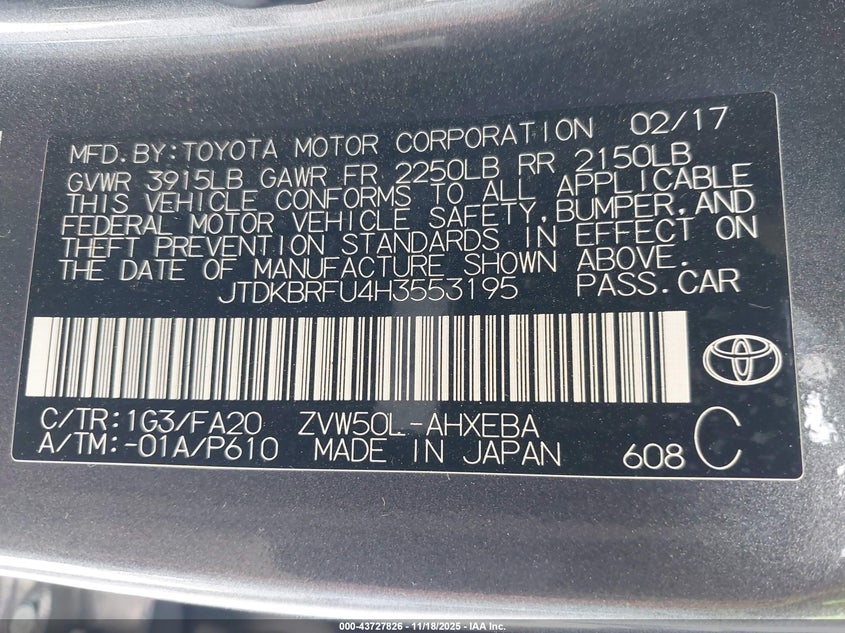 MFD.BY:TOYOTA MOTOR CORPORATION 02/17
GVWR 3915LB GAWR FR 2250LB RR 2150LB
THIS VEHICLE CONFORMS TO ALL APPLICABLE
FEDERAL MOTOR VEHICLE SAFETY,BUMPER,AND
THEFT PREVENTION STANDARDS IN EFFECT ON
THE DATE OF MANUFACTURE SHOWN ABOVE.
JTDKBRFU4H3553195 PASS.CAR
C/TR:1G3/FA20 ZVW50L-AHXEBA
A/TM:-01A/P610 MADE IN JAPAN 608 C
000-43727826 - 11/18/2025 - IAA Inc.